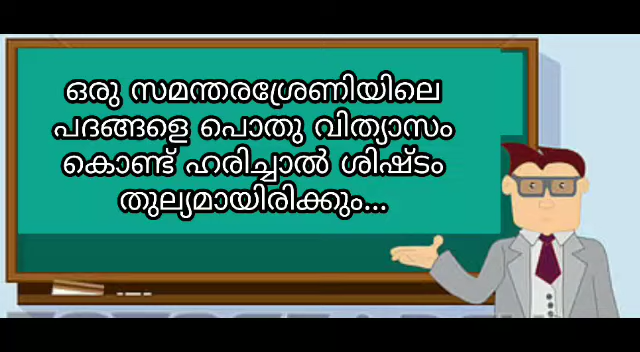 ഒരു സമന്തരശ്രേണിയിലെ
പദങ്ങളെ പൊതു വിത്യാസം
കൊണ്ട് ഹരിച്ചാൽ ശിഷ്ടം
തുല്യമായിരിക്കും...